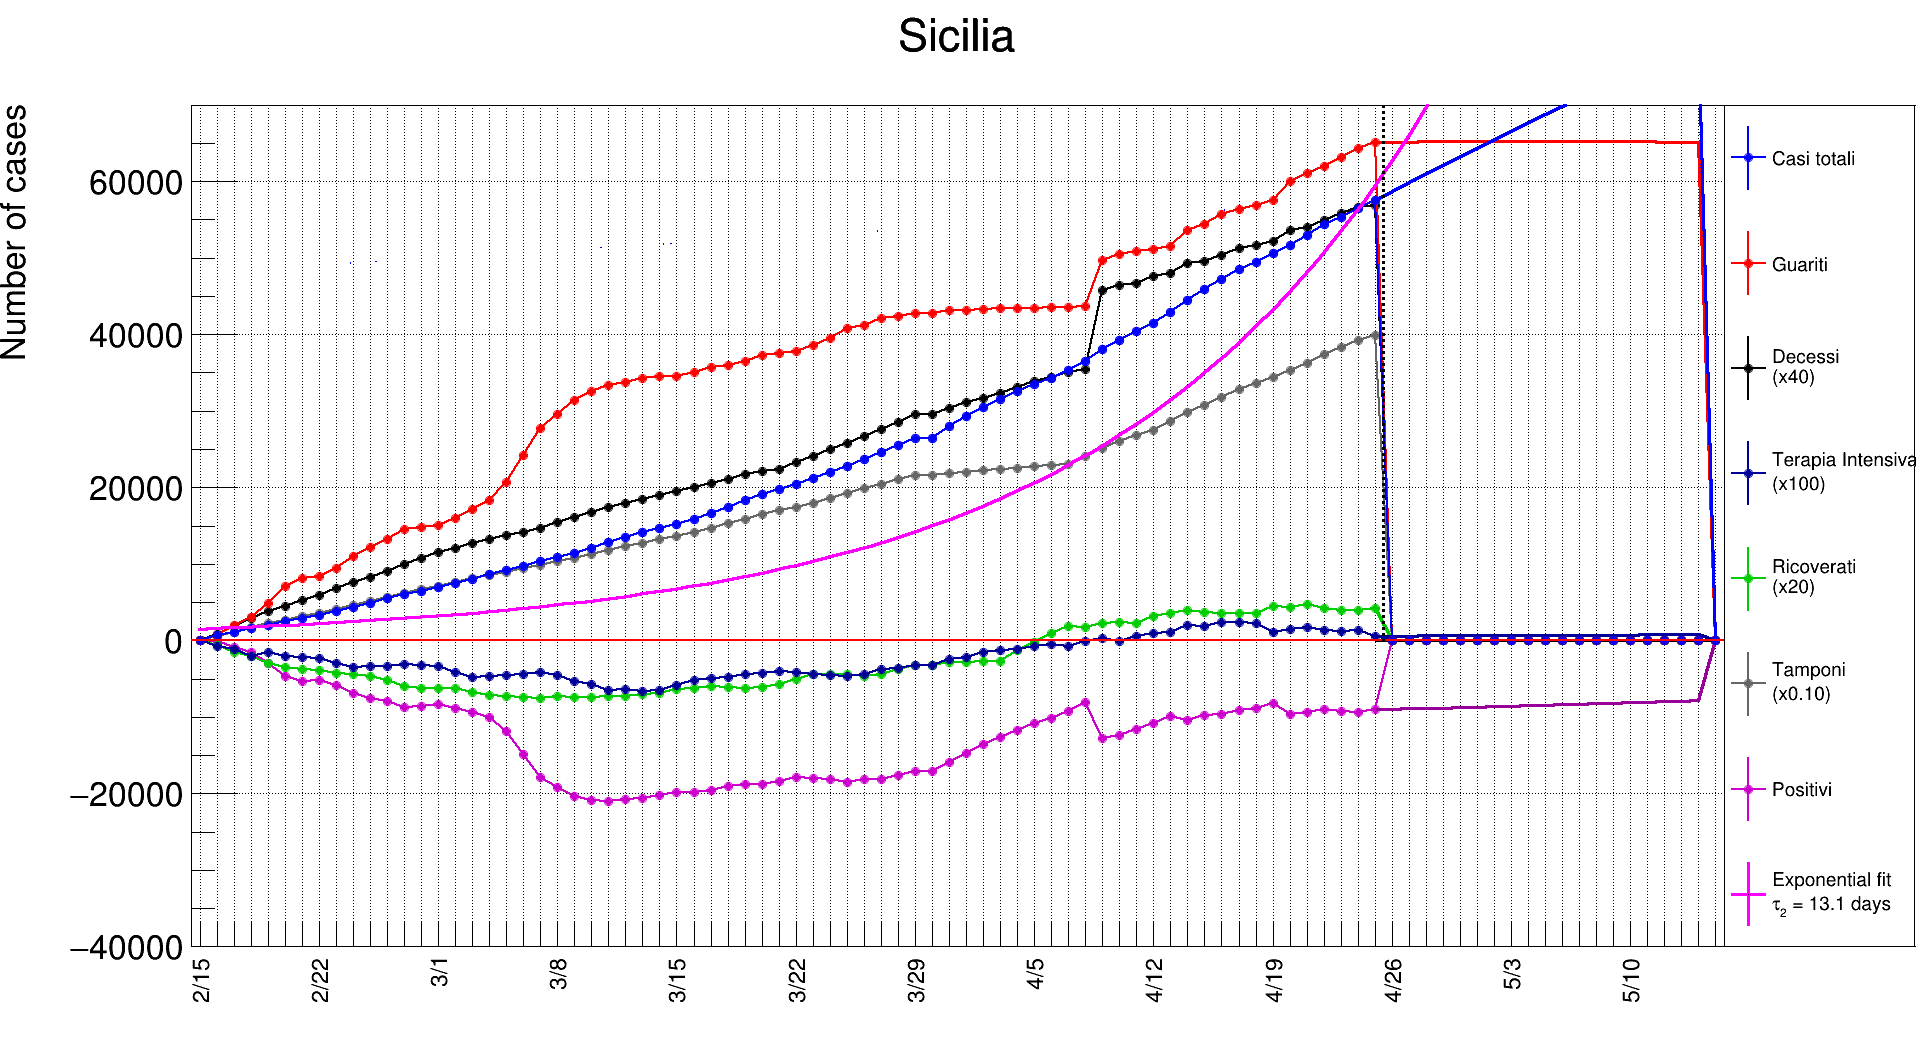 Sicilia
Number of cases
60000
40000
20000
0
−20000
−40000
2/15
2/22
3/1
3/8
3/15
3/22
3/29
4/5
4/12
4/19
4/26
5/3
5/10
Casi totali
Guariti
Decessi
(x40)
Terapia Intensiva
(x100)
Ricoverati
(x20)
Tamponi
(x0.10)
Positivi
Exponential fit
τ2 = 13.1 days